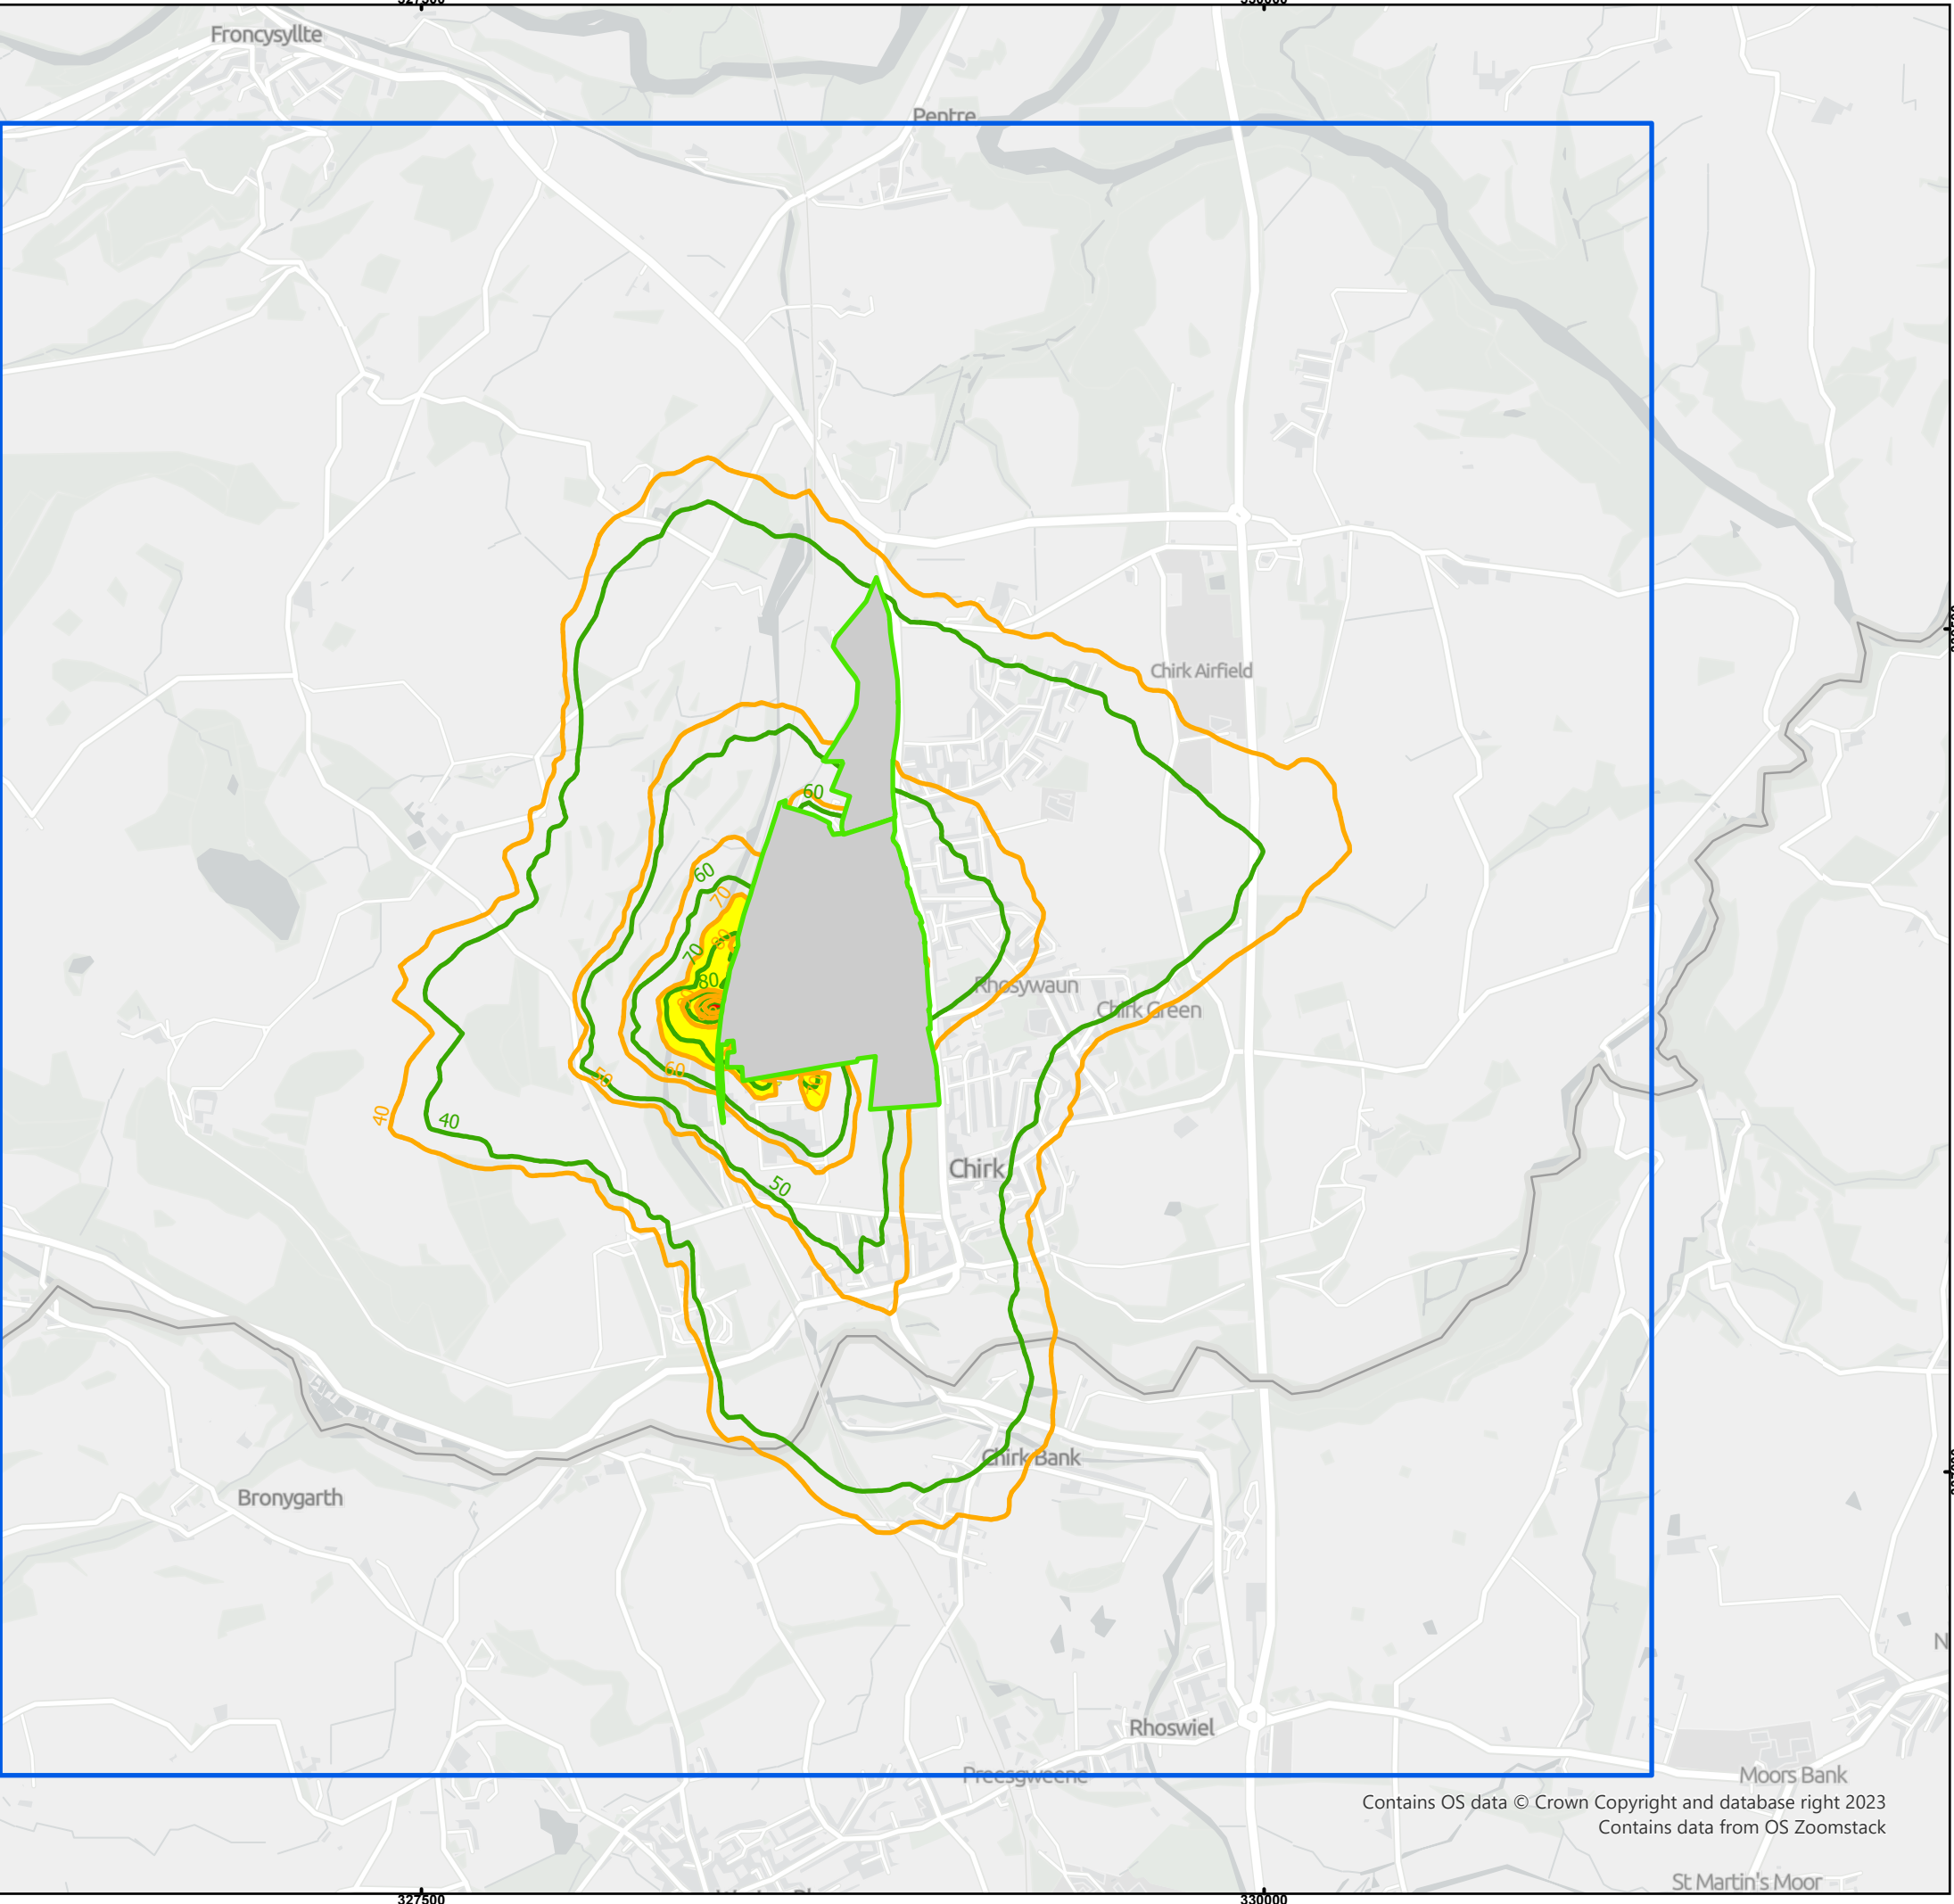 327500
330000
Froncysyllte
Pentre
Chirk Airfield
60
60
70
80
70
80
Rhosywaun
Chirk Green
60
50
40
40
Chirk
50
Chirk Bank
Bronygarth
Rhoswiel
Preesgweene
Moors Bank
Contains OS data © Crown Copyright and database right 2023
Contains data from OS Zoomstack
St Martin's Moor
327500
330000